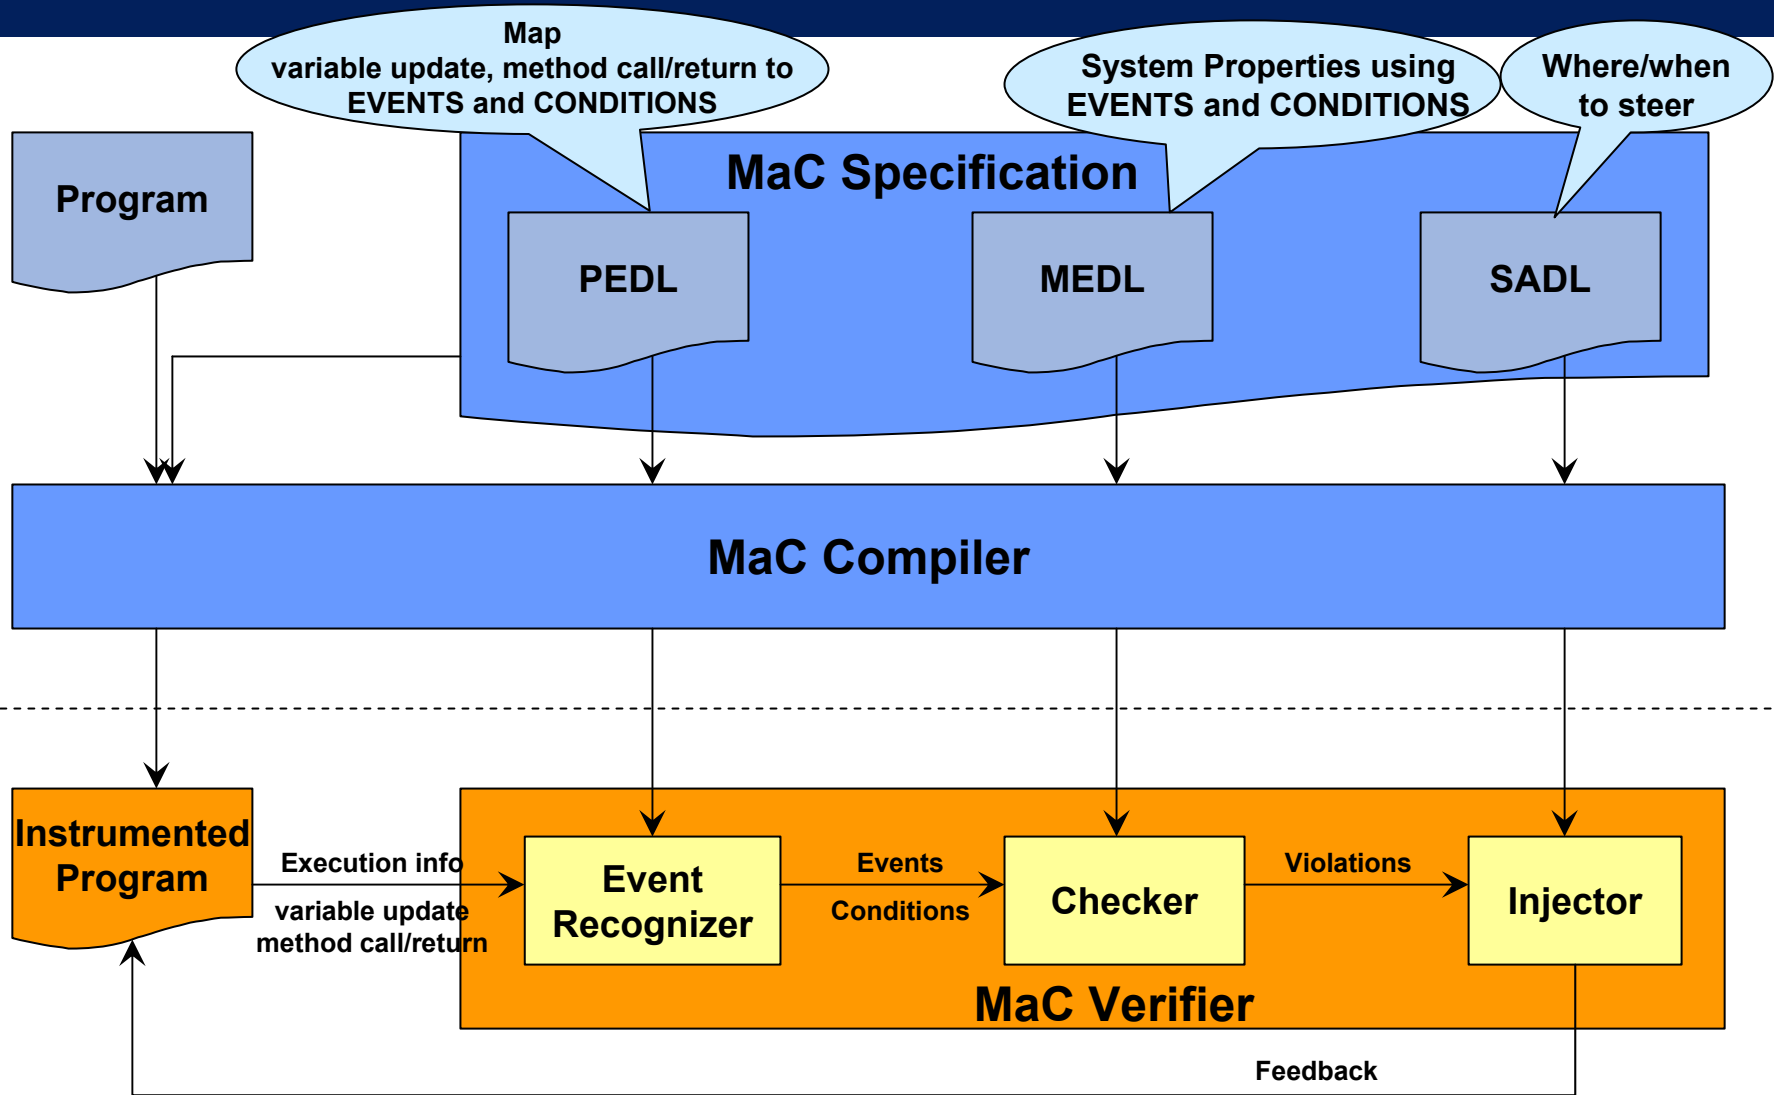 Map
variable update, method call/return to
EVENTS and CONDITIONS
System Properties using
EVENTS and CONDITIONS
Where/when
to steer
Program
MaC Specification
PEDL
MEDL
SADL
MaC Compiler
Instrumented
Program
Execution info
variable update
method call/return
Event
Recognizer
Events
Conditions
Checker
Violations
Injector
MaC Verifier
Feedback